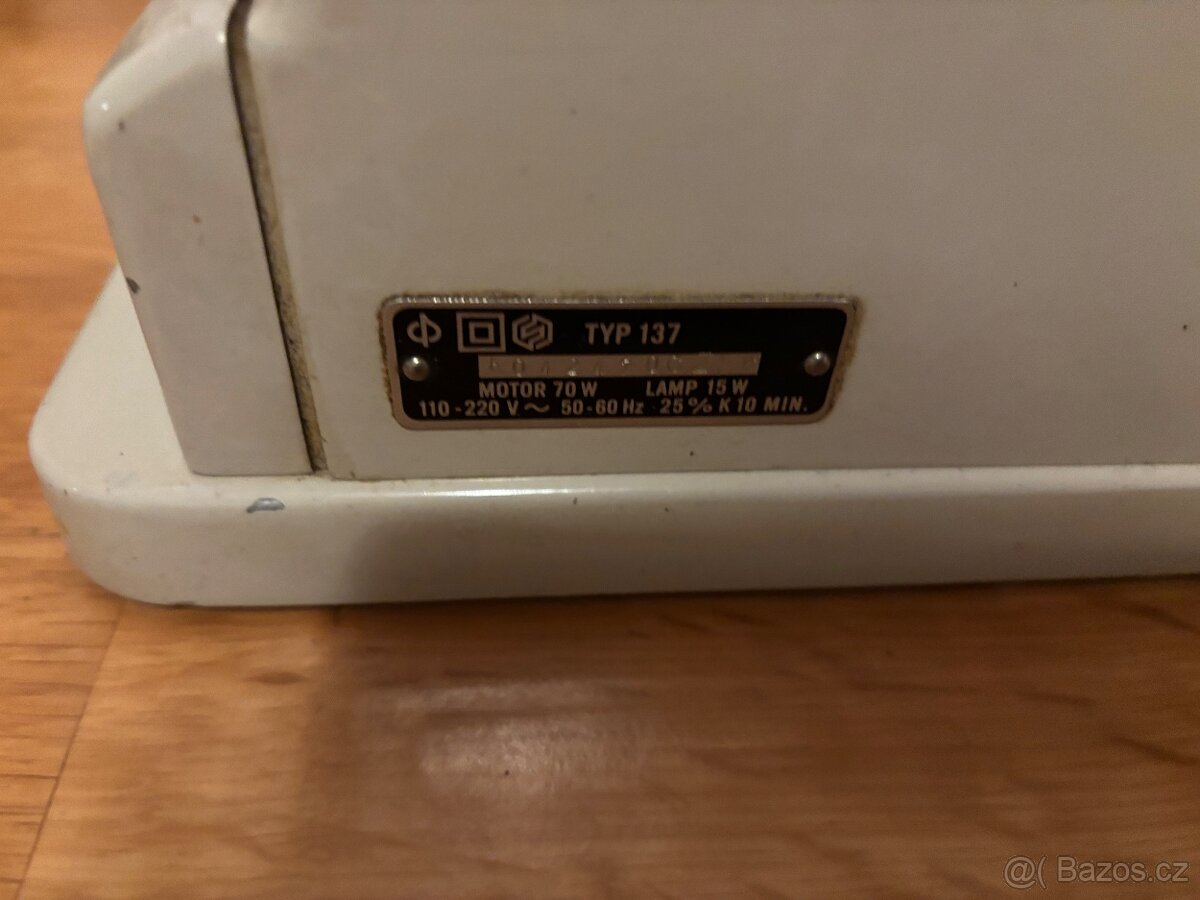 TYP 137
MOTOR 70 W LAMP 15 W
110 - 220 V ~ 50 - 60 Hz 25 % K 10 MIN.
@( Bazos.cz